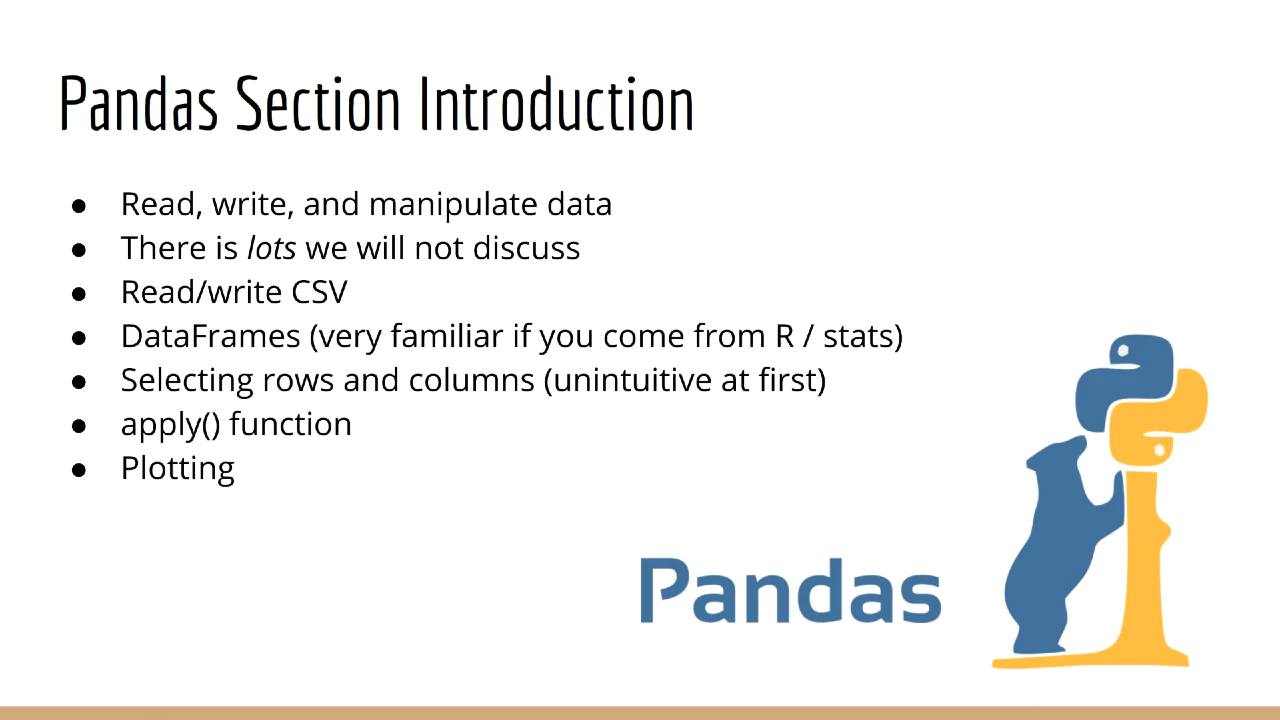 Pandas Section Introduction
● Read, write, and manipulate data
● There is lots we will not discuss
● Read/write CSV
● DataFrames (very familiar if you come from R / stats)
● Selecting rows and columns (unintuitive at first)
● apply() function
● Plotting
Pandas